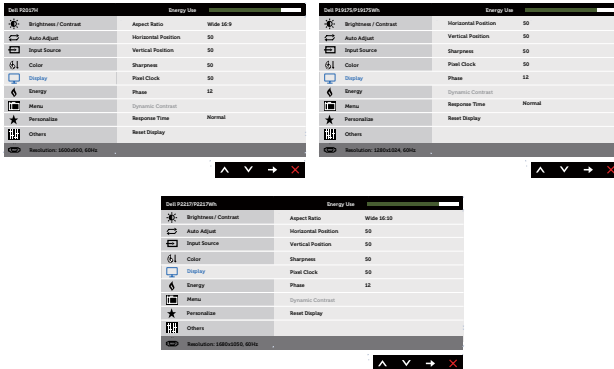 Dell P2017H Energy Use
Brightness / Contrast Aspect Ratio Wide 16:9
Auto Adjust Horizontal Position 50
Input Source Vertical Position 50
Color Sharpness 50
Display Pixel Clock 50
Energy Phase 12
Menu Dynamic Contrast
Personalize Response Time Normal
Others Reset Display
Resolution: 1600x900, 60Hz
Dell P1917S/P1917SWh Energy Use
Brightness / Contrast Horizontal Position 50
Auto Adjust Vertical Position 50
Input Source Sharpness 50
Color Pixel Clock 50
Display Phase 12
Energy Dynamic Contrast
Menu Response Time Normal
Personalize Reset Display
Others
Resolution: 1280x1024, 60Hz
Dell P2217/P2217Wh Energy Use
Brightness / Contrast Aspect Ratio Wide 16:10
Auto Adjust Horizontal Position 50
Input Source Vertical Position 50
Color Sharpness 50
Display Pixel Clock 50
Energy Phase 12
Menu Dynamic Contrast
Personalize Reset Display
Others
Resolution: 1680x1050, 60Hz